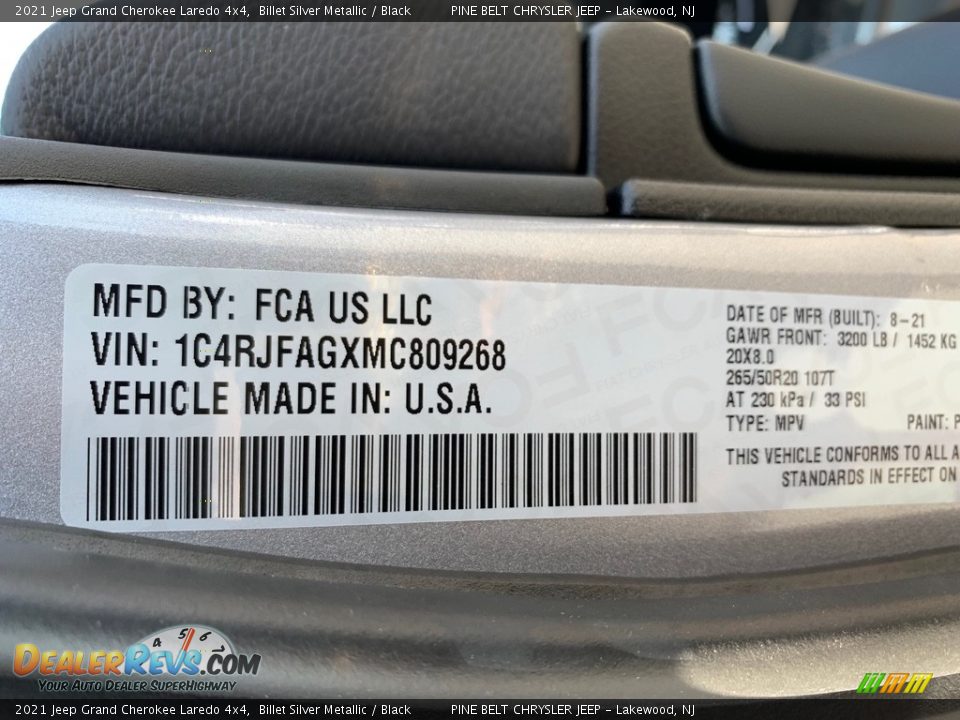 2021 Jeep Grand Cherokee Laredo 4x4, Billet Silver Metallic / Black PINE BELT CHRYSLER JEEP - Lakewood, NJ
MFD BY: FCA US LLC
VIN: 1C4RJFAGXMC809268
VEHICLE MADE IN: U.S.A.
DATE OF MFR (BUILT): 8-21
GAWR FRONT: 3200 LB / 1452 KG
20X8.0
265/50R20 107T
AT 230 kPa / 33 PSI
TYPE: MPV PAINT: P
THIS VEHICLE CONFORMS TO ALL A
STANDARDS IN EFFECT ON
4 5 6
DEALERREVS.COM
YOUR AUTO DEALER SUPERHIGHWAY
2021 Jeep Grand Cherokee Laredo 4x4, Billet Silver Metallic / Black PINE BELT CHRYSLER JEEP - Lakewood, NJ